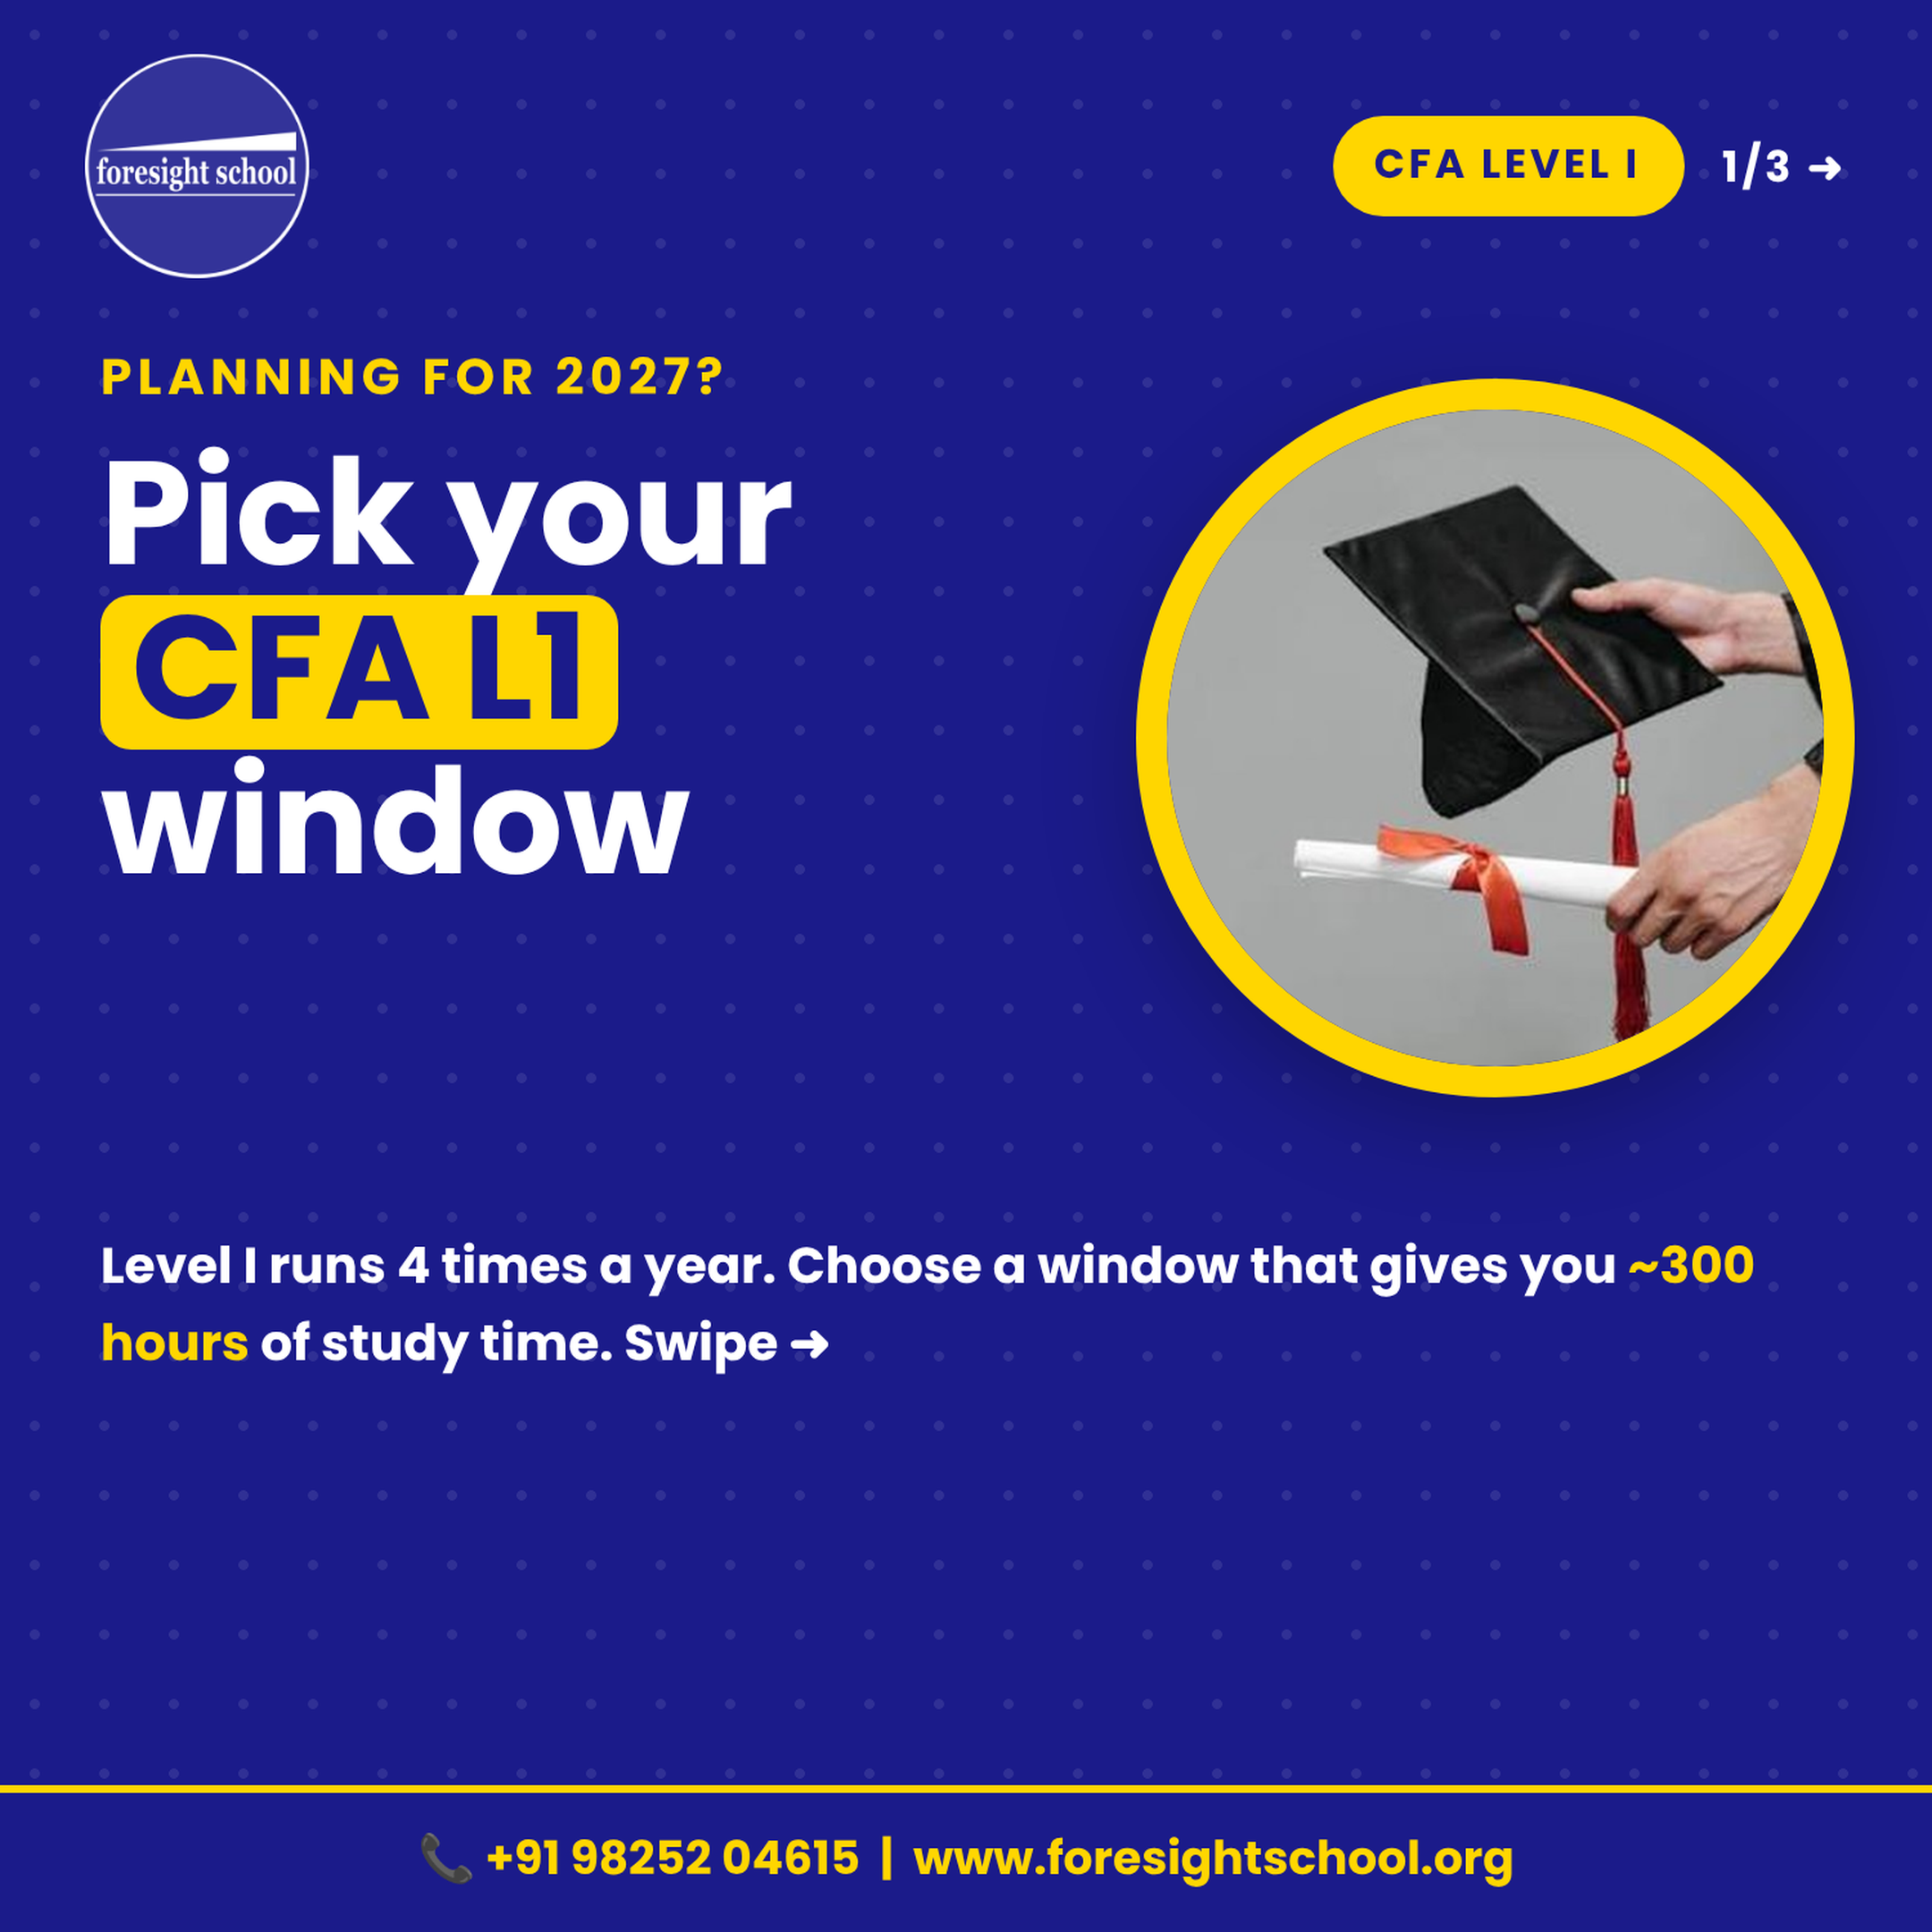 foresight school
CFA LEVEL I
1/3 ➜
PLANNING FOR 2027?
Pick your
CFA L1
window
Level I runs 4 times a year. Choose a window that gives you ~300
hours of study time. Swipe ➜
📞 +91 98252 04615 | www.foresightschool.org